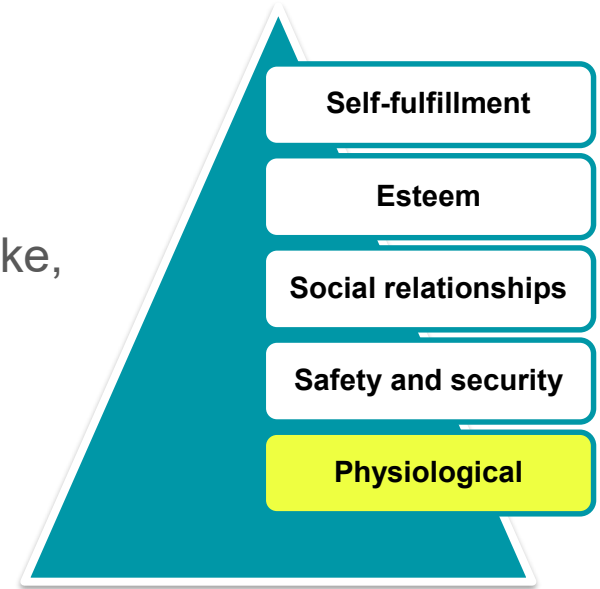 Self-fulfillment
Esteem
ke,
Social relationships
Safety and security
Physiological